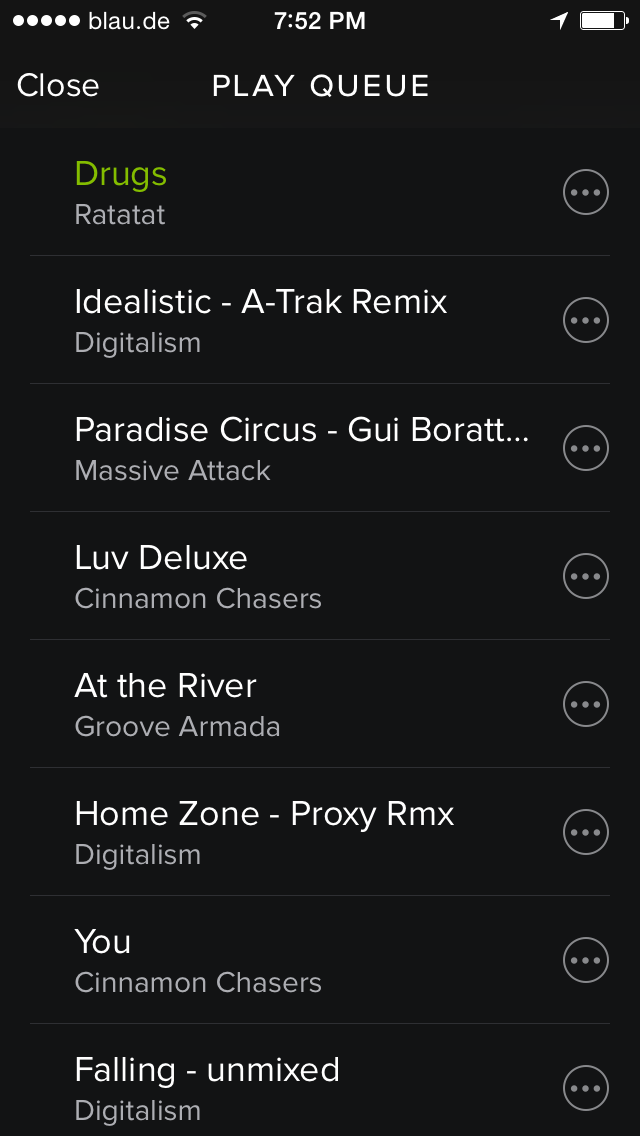 blau.de 7:52 PM
Close PLAY QUEUE
Drugs
Ratatat
Idealistic - A-Trak Remix
Digitalism
Paradise Circus - Gui Boratt...
Massive Attack
Luv Deluxe
Cinnamon Chasers
At the River
Groove Armada
Home Zone - Proxy Rmx
Digitalism
You
Cinnamon Chasers
Falling - unmixed
Digitalism